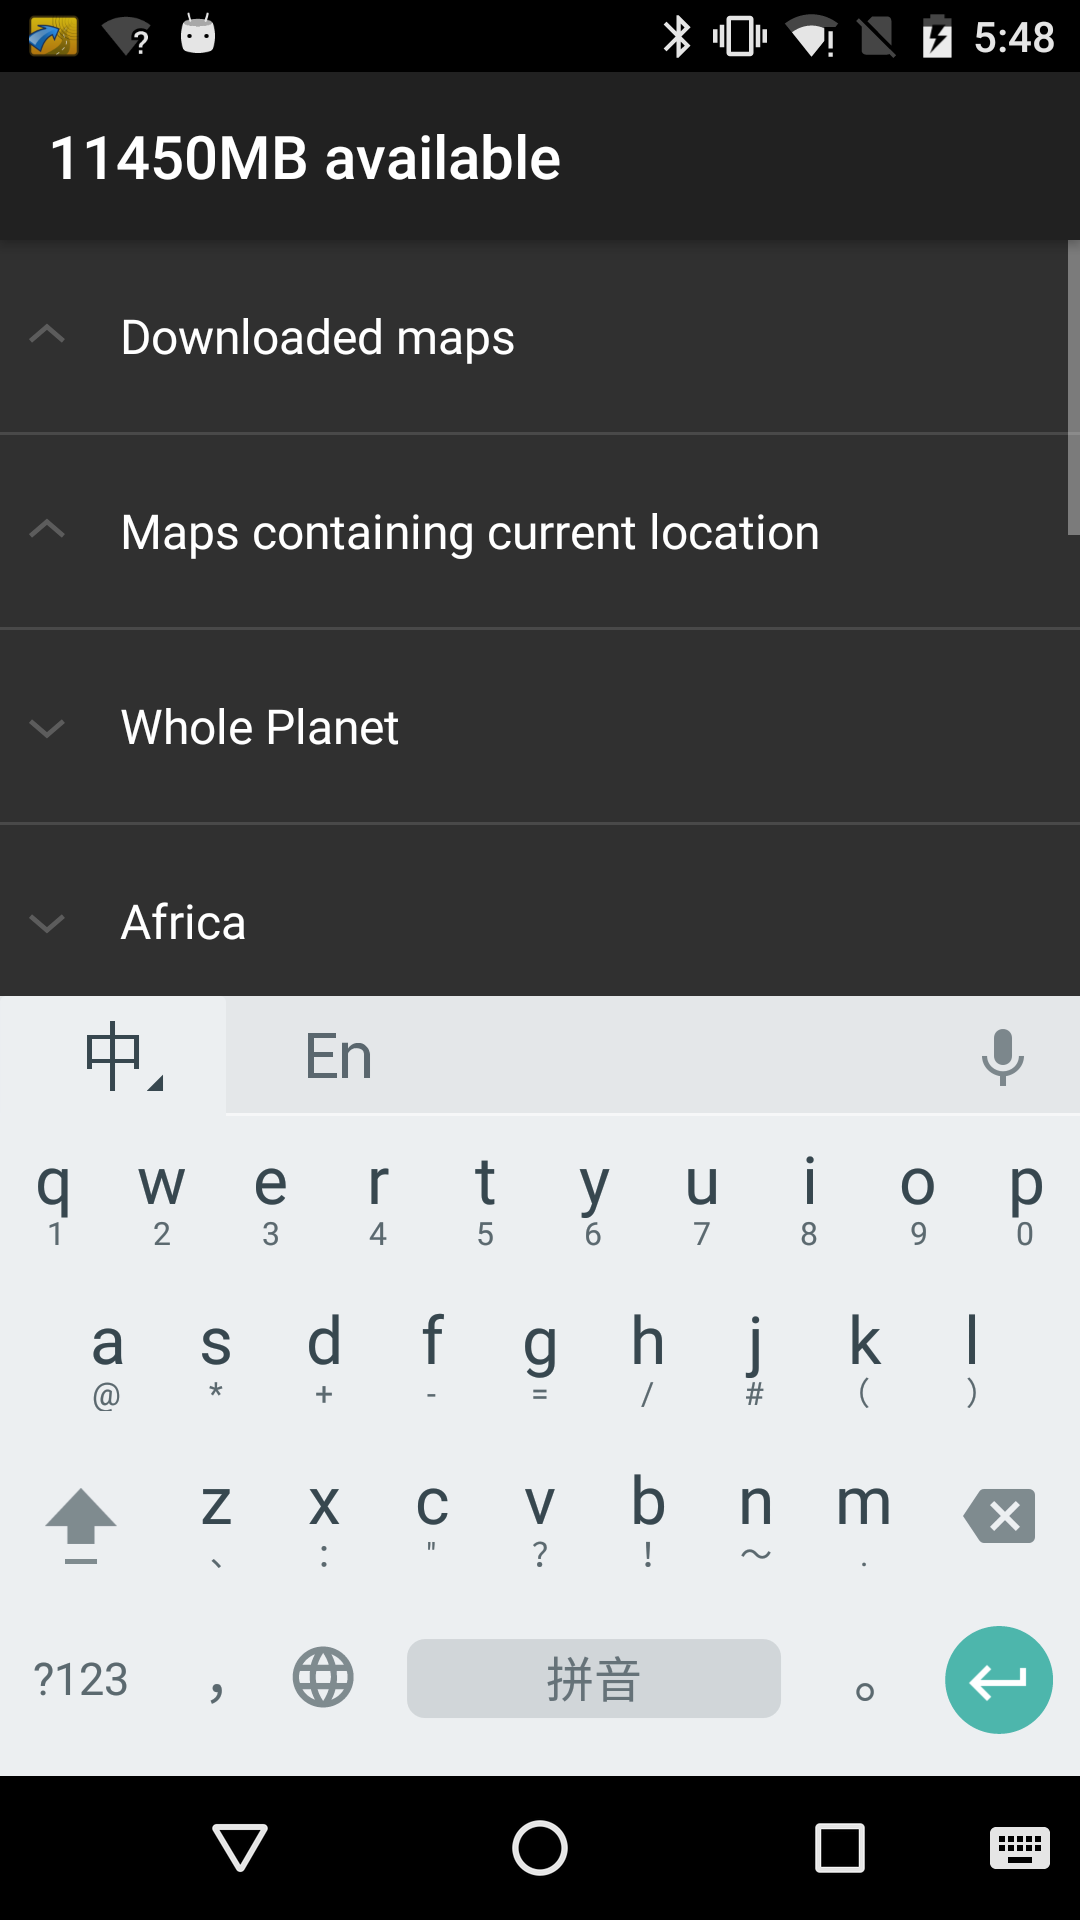 5:48
11450MB available
Downloaded maps
Maps containing current location
Whole Planet
Africa
中 En
q w e r t y u i o p
1 2 3 4 5 6 7 8 9 0
a s d f g h j k l
@ * + - = / # ( )
z x c v b n m
、 : " ? ! ～ .
?123 ， 拼音 。